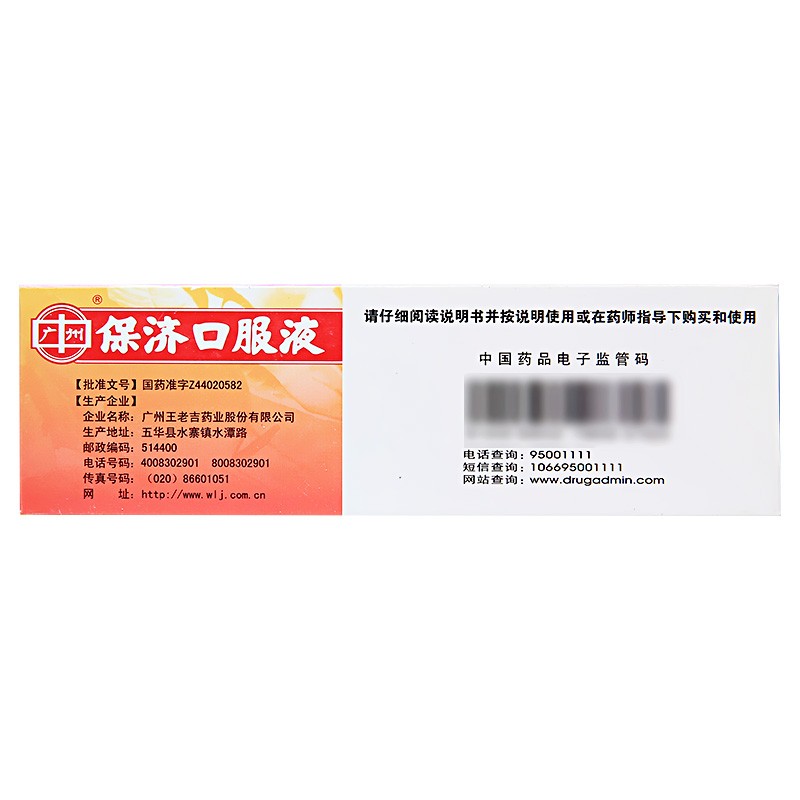 广中州
®
保济口服液
【批准文号】国药准字Z44020582
【生产企业】
企业名称：广州王老吉药业股份有限公司
生产地址：五华县水寨镇水潭路
邮政编码：514400
电话号码：4008302901 8008302901
传真号码：（020）86601051
网 址：http://www.wlj.com.cn
请仔细阅读说明书并按说明使用或在药师指导下购买和使用
中国药品电子监管码
电话查询：95001111
短信查询：106695001111
网站查询：www.drugadmin.com